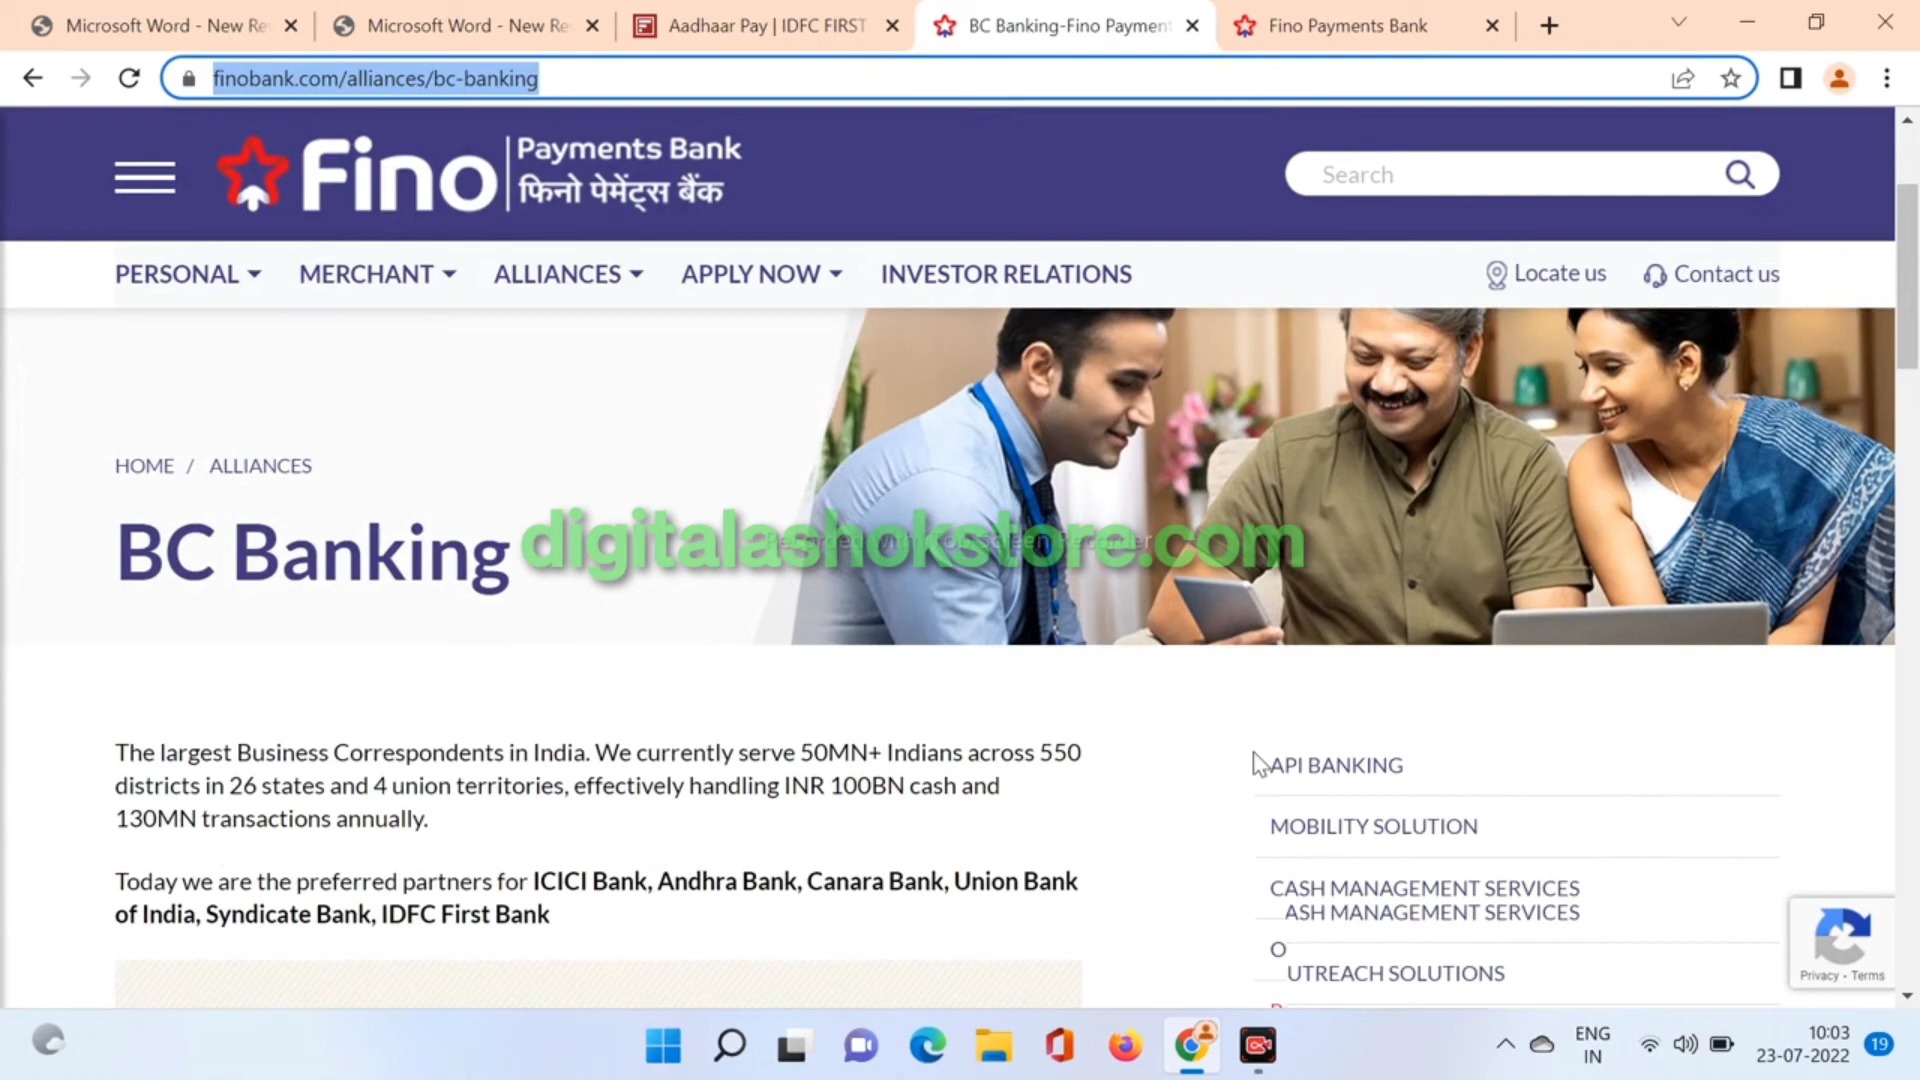 Microsoft Word - New Re
Microsoft Word - New Re
Aadhaar Pay | IDFC FIRST
BC Banking-Fino Payment
Fino Payments Bank
finobank.com/alliances/bc-banking
Fino
Payments Bank
फिनो पेमेंट्स बैंक
Search
PERSONAL
MERCHANT
ALLIANCES
APPLY NOW
INVESTOR RELATIONS
Locate us
Contact us
HOME / ALLIANCES
BC Banking
digitalashokstore.com
The largest Business Correspondents in India. We currently serve 50MN+ Indians across 550
districts in 26 states and 4 union territories, effectively handling INR 100BN cash and
130MN transactions annually.
Today we are the preferred partners for ICICI Bank, Andhra Bank, Canara Bank, Union Bank
of India, Syndicate Bank, IDFC First Bank
API BANKING
MOBILITY SOLUTION
CASH MANAGEMENT SERVICES
ASH MANAGEMENT SERVICES
O
UTREACH SOLUTIONS
Privacy - Terms
ENG
IN
10:03
23-07-2022
19